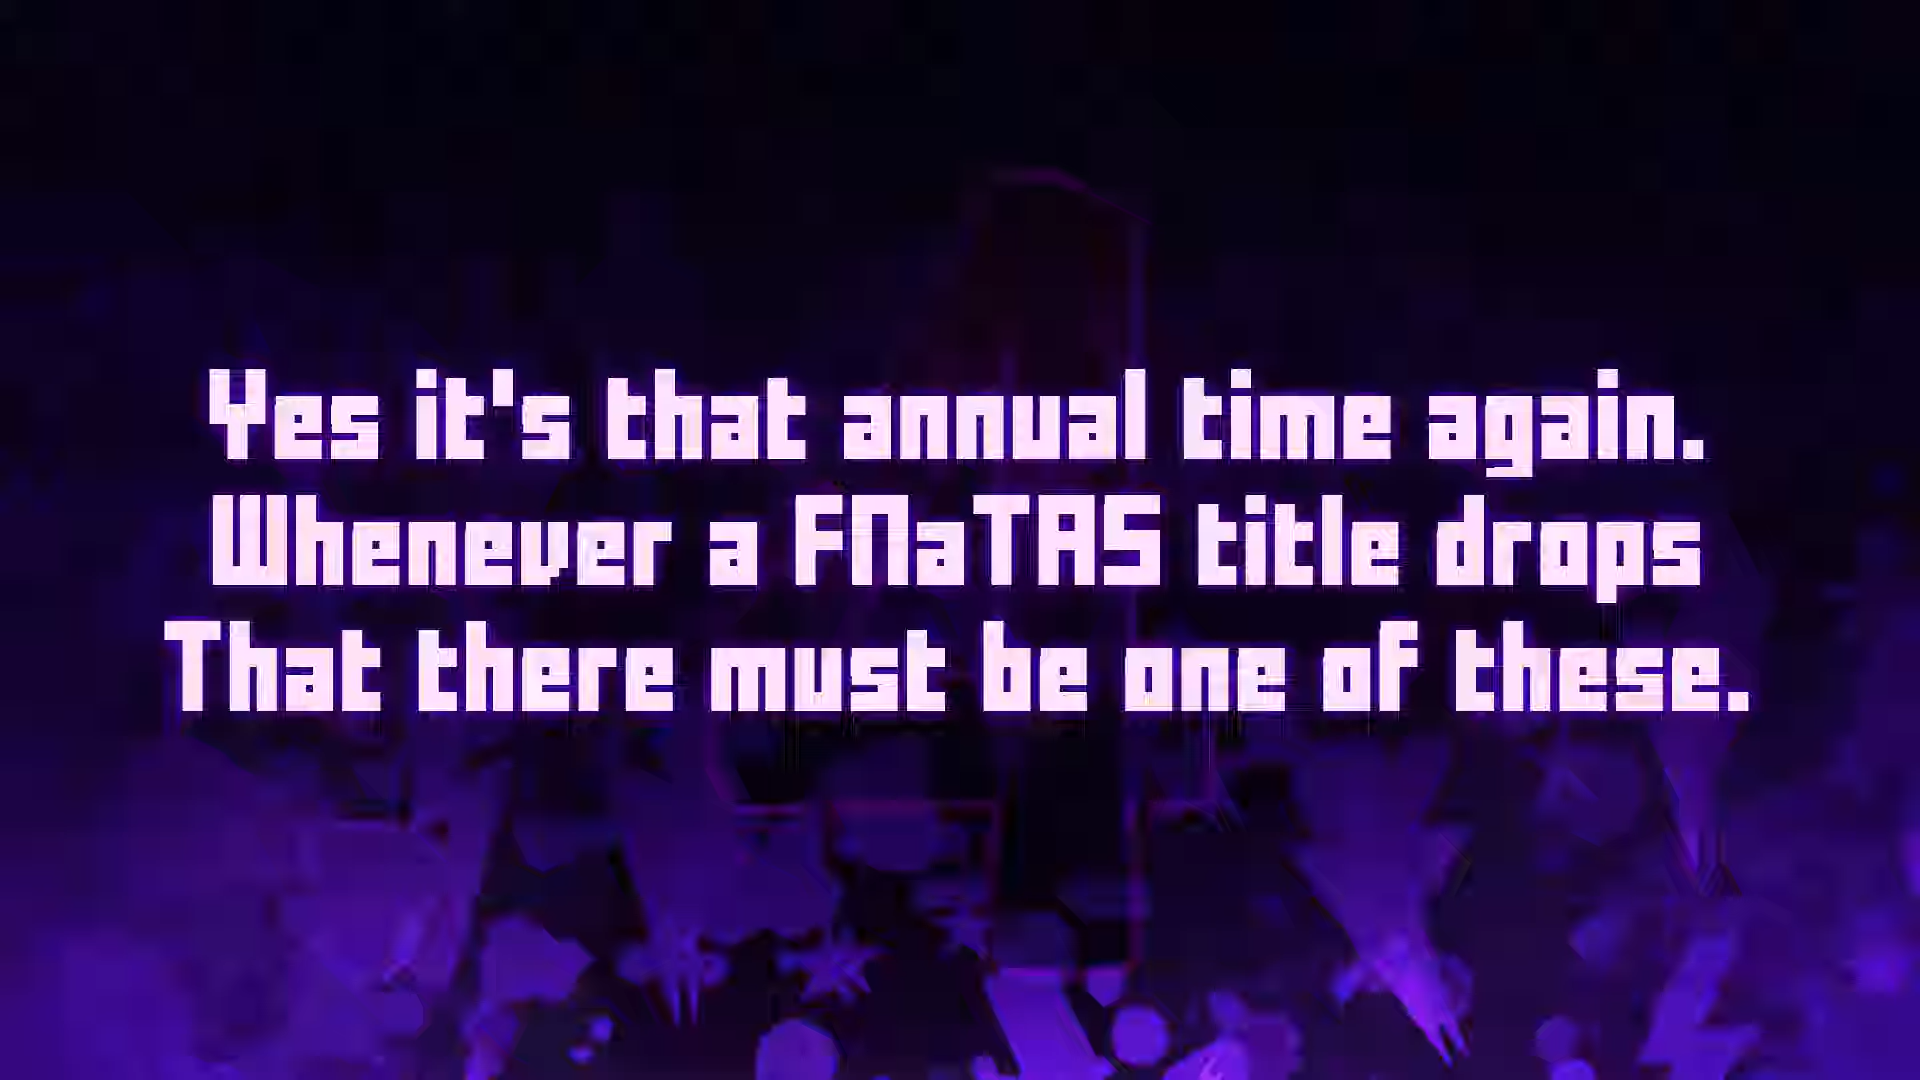 Yes it's that annual time again.
Whenever a FNaTAS title drops
That there must be one of these.